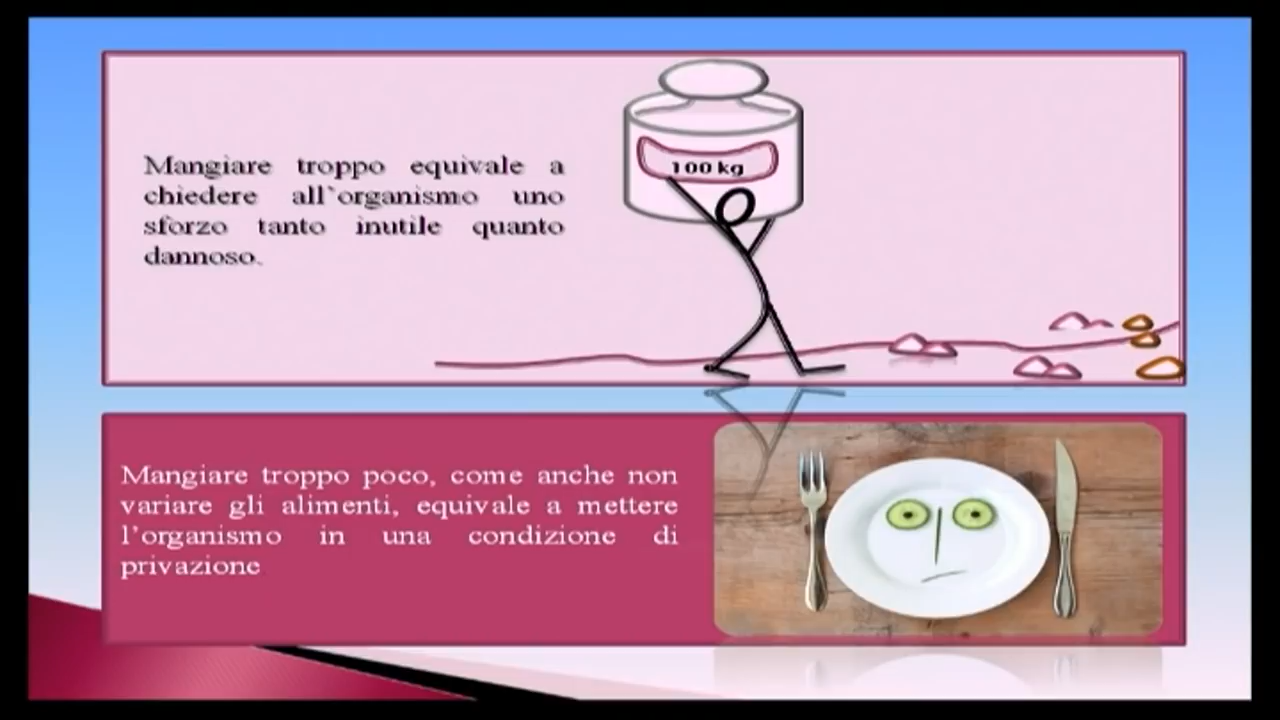 Mangiare troppo equivale a
chiedere all`organismo uno
sforzo tanto inutile quanto
dannoso.
100 kg
Mangiare troppo poco, come anche non
variare gli alimenti, equivale a mettere
l’organismo in una condizione di
privazione